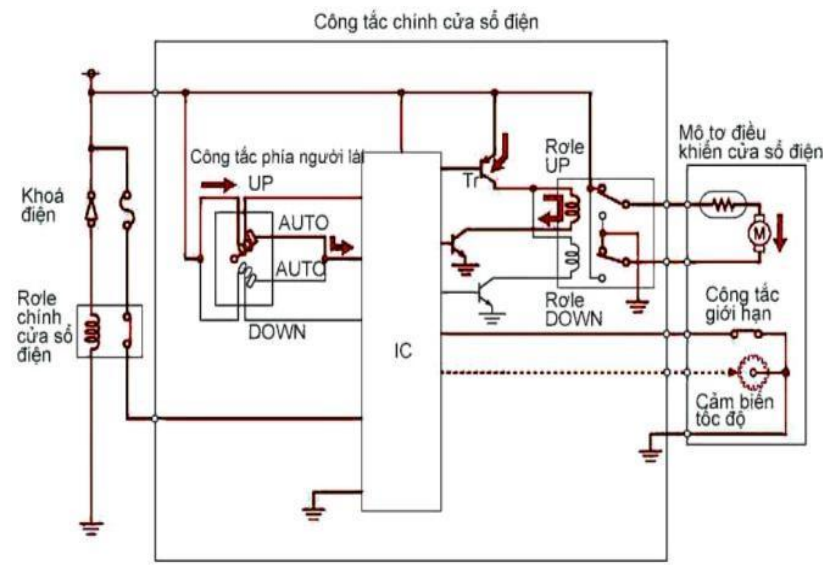 Công tắc chính cửa sổ điện
Công tắc phía người lái
UP
AUTO
AUTO
DOWN
Khoá
điện
Rơle
chính
cửa sổ
điện
IC
Tr
Rơle
UP
Rơle
DOWN
Mô tơ điều
khiển cửa sổ điện
M
Công tắc
giới hạn
Cảm biến
tốc độ